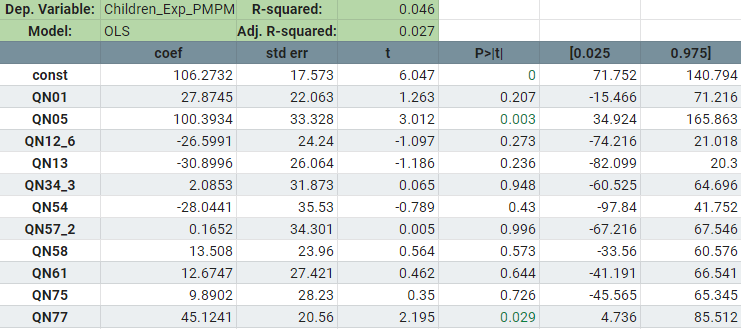 Dep. Variable: Children_Exp_PMPM R-squared: 0.046
Model: OLS Adj. R-squared: 0.027
coef std err t P>|t| [0.025 0.975]
const 106.2732 17.573 6.047 0 71.752 140.794
QN01 27.8745 22.063 1.263 0.207 -15.466 71.216
QN05 100.3934 33.328 3.012 0.003 34.924 165.863
QN12_6 -26.5991 24.24 -1.097 0.273 -74.216 21.018
QN13 -30.8996 26.064 -1.186 0.236 -82.099 20.3
QN34_3 2.0853 31.873 0.065 0.948 -60.525 64.696
QN54 -28.0441 35.53 -0.789 0.43 -97.84 41.752
QN57_2 0.1652 34.301 0.005 0.996 -67.216 67.546
QN58 13.508 23.96 0.564 0.573 -33.56 60.576
QN61 12.6747 27.421 0.462 0.644 -41.191 66.541
QN75 9.8902 28.23 0.35 0.726 -45.565 65.345
QN77 45.1241 20.56 2.195 0.029 4.736 85.512